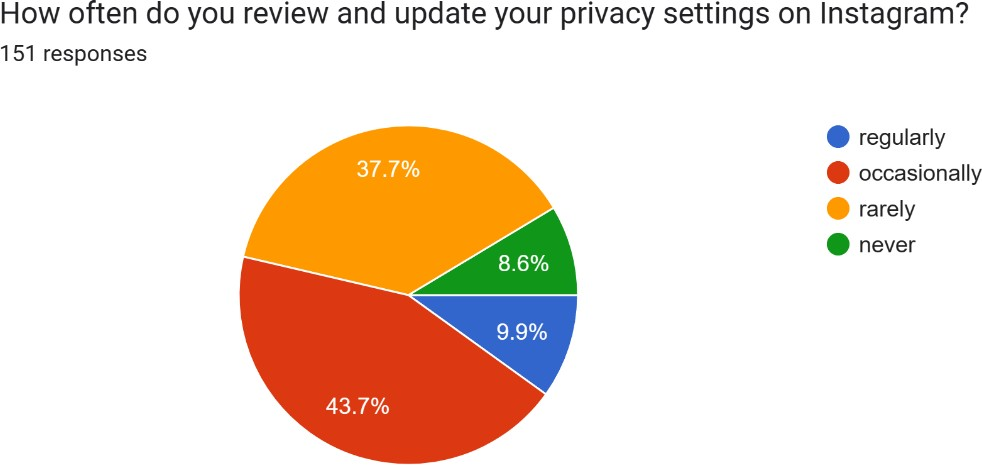 How often do you review and update your privacy settings on Instagram?
151 responses
37.7%
8.6%
9.9%
43.7%
regularly
occasionally
rarely
never